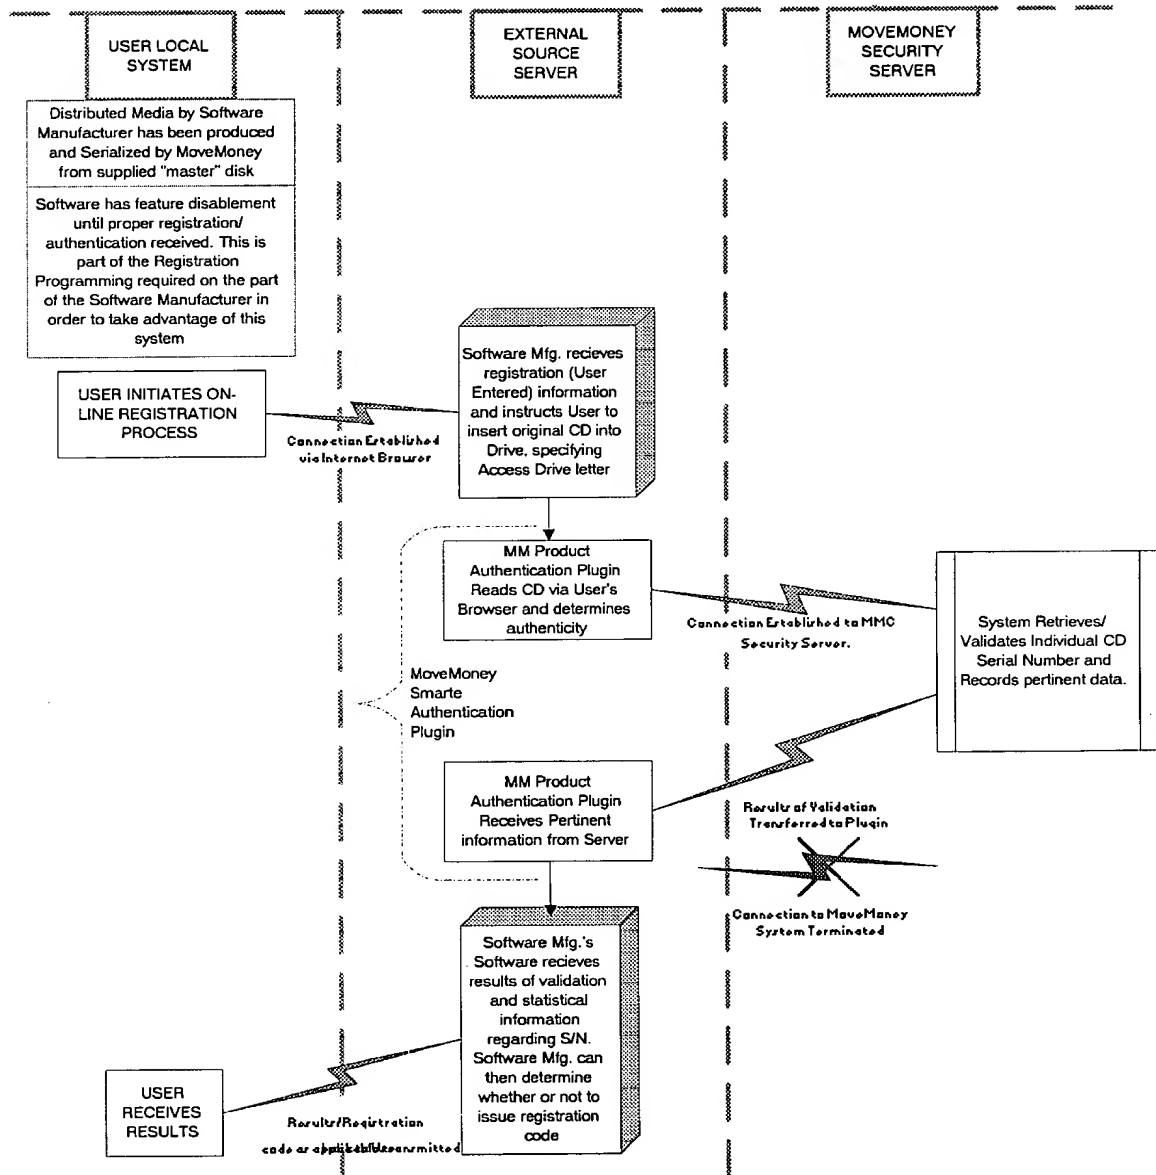 USER LOCAL
SYSTEM
EXTERNAL
SOURCE
SERVER
MOVEMONEY
SECURITY
SERVER
Distributed Media by Software
Manufacturer has been produced
and Serialized by MoveMoney
from supplied "master" disk
Software has feature disablement
until proper registration/
authentication received. This is
part of the Registration
Programming required on the part
of the Software Manufacturer in
order to take advantage of this
system
USER INITIATES ON-
LINE REGISTRATION
PROCESS
Connection Established
via Internet Browser
Software Mfg. recieves
registration (User
Entered) information
and instructs User to
insert original CD into
Drive, specifying
Access Drive letter
MM Product
Authentication Plugin
Reads CD via User's
Browser and determines
authenticity
Connection Established to MMC
Security Server.
System Retrieves/
Validates Individual CD
Serial Number and
Records pertinent data.
MoveMoney
Smarte
Authentication
Plugin
MM Product
Authentication Plugin
Receives Pertinent
information from Server
Results of Validation
Transferred to Plugin
Connection to MoveMoney
System Terminated
Software Mfg.'s
Software recieves
results of validation
and statistical
information
regarding S/N.
Software Mfg. can
then determine
whether or not to
issue registration
code
USER
RECEIVES
RESULTS
Results/Registration
code as applicable transmitted